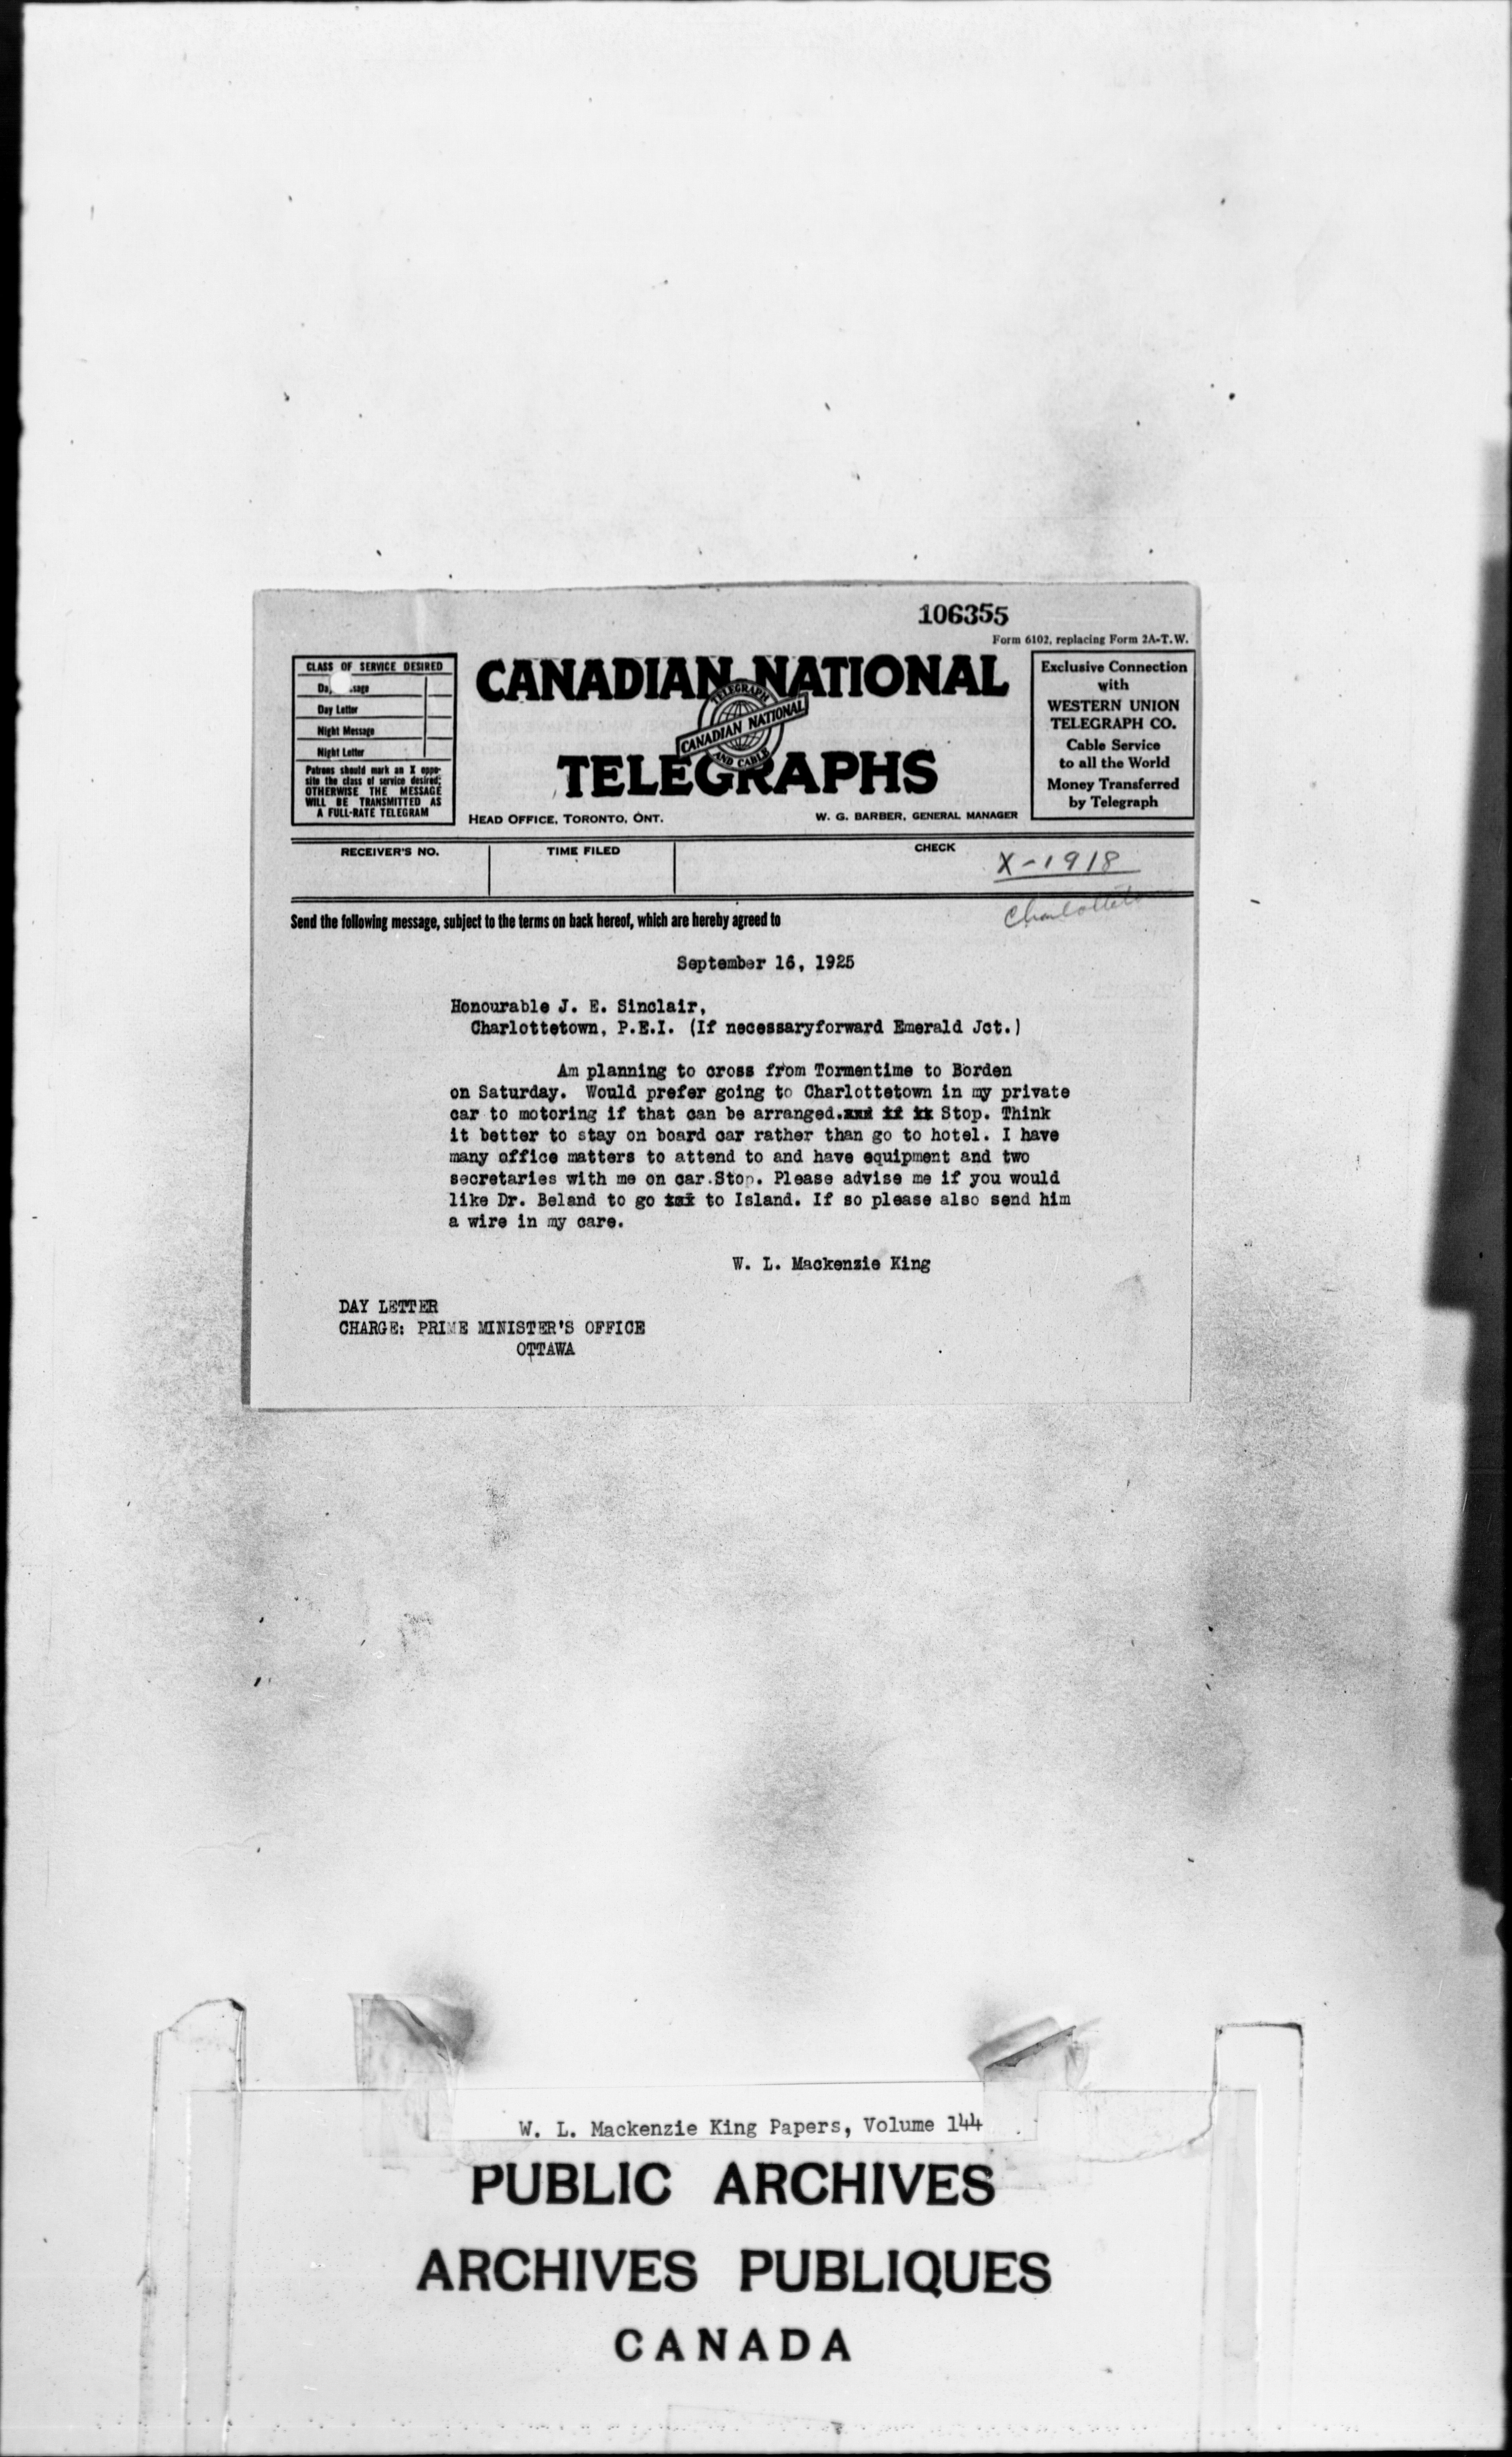 106355
Form 6102, replacing Form 2A-T.W.
CLASS OF SERVICE DESIRED
Day Letter
Night Message
Night Letter
Patrons should mark an X oppo-
site the class of service desired;
OTHERWISE THE MESSAGE
WILL BE TRANSMITTED AS
A FULL-RATE TELEGRAM
CANADIAN NATIONAL
TELEGRAPH
CANADIAN NATIONAL
AND CABLE
TELEGRAPHS
HEAD OFFICE, TORONTO, ONT.
W. G. BARBER, GENERAL MANAGER
Exclusive Connection
with
WESTERN UNION
TELEGRAPH CO.
Cable Service
to all the World
Money Transferred
by Telegraph
RECEIVER'S NO.
TIME FILED
CHECK
X-1918
Send the following message, subject to the terms on back hereof, which are hereby agreed to
September 16, 1925
Honourable J. E. Sinclair,
Charlottetown, P.E.I. (If necessaryforward Emerald Jct.)
Am planning to cross from Tormentime to Borden
on Saturday. Would prefer going to Charlottetown in my private
car to motoring if that can be arranged. Stop. Think
it better to stay on board car rather than go to hotel. I have
many office matters to attend to and have equipment and two
secretaries with me on car.Stop. Please advise me if you would
like Dr. Beland to go to Island. If so please also send him
a wire in my care.
W. L. Mackenzie King
DAY LETTER
CHARGE: PRIME MINISTER'S OFFICE
OTTAWA
W. L. Mackenzie King Papers, Volume 144
PUBLIC ARCHIVES
ARCHIVES PUBLIQUES
CANADA